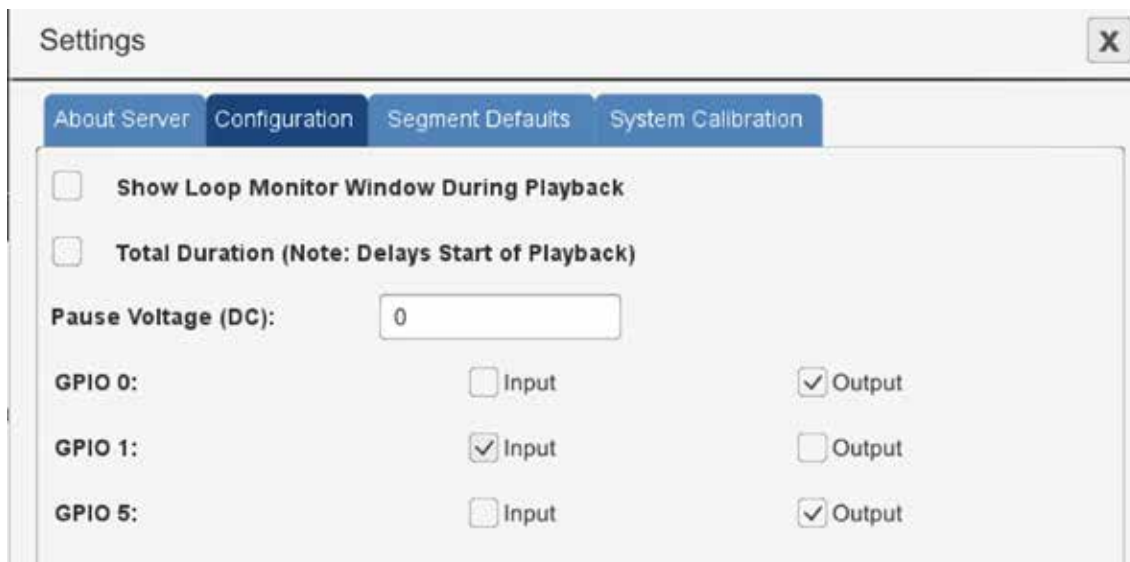 Settings
X
About Server Configuration Segment Defaults System Calibration
Show Loop Monitor Window During Playback
Total Duration (Note: Delays Start of Playback)
Pause Voltage (DC): 0
GPIO 0: Input Output
GPIO 1: Input Output
GPIO 5: Input Output